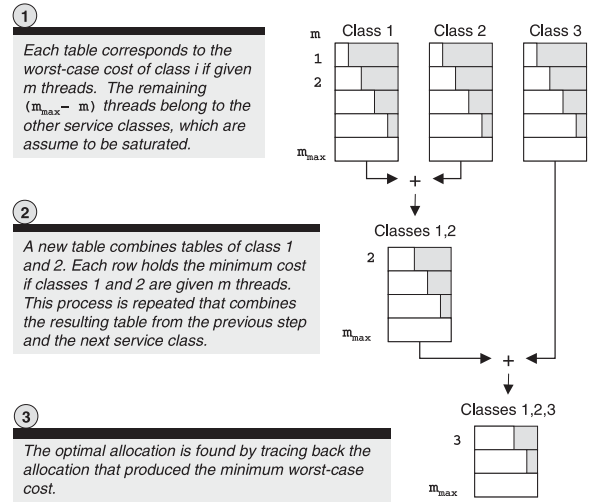 1
Each table corresponds to the
worst-case cost of class i if given
m threads. The remaining
(m_max - m) threads belong to the
other service classes, which are
assume to be saturated.
m
Class 1
Class 2
Class 3
1
2
m_max
+
2
A new table combines tables of class 1
and 2. Each row holds the minimum cost
if classes 1 and 2 are given m threads.
This process is repeated that combines
the resulting table from the previous step
and the next service class.
Classes 1,2
2
m_max
+
3
The optimal allocation is found by tracing back the
allocation that produced the minimum worst-case
cost.
Classes 1,2,3
3
m_max